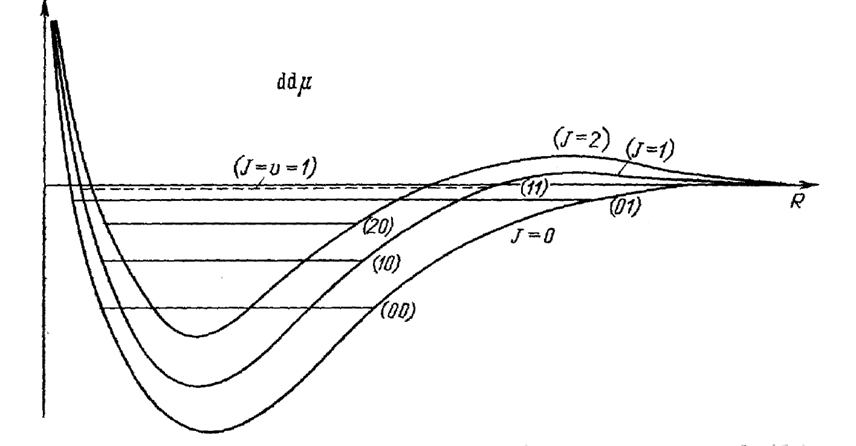 ddμ
(J=2)
(J=1)
(J=υ=1)
(11)
R
(01)
(20)
J=0
(10)
(00)